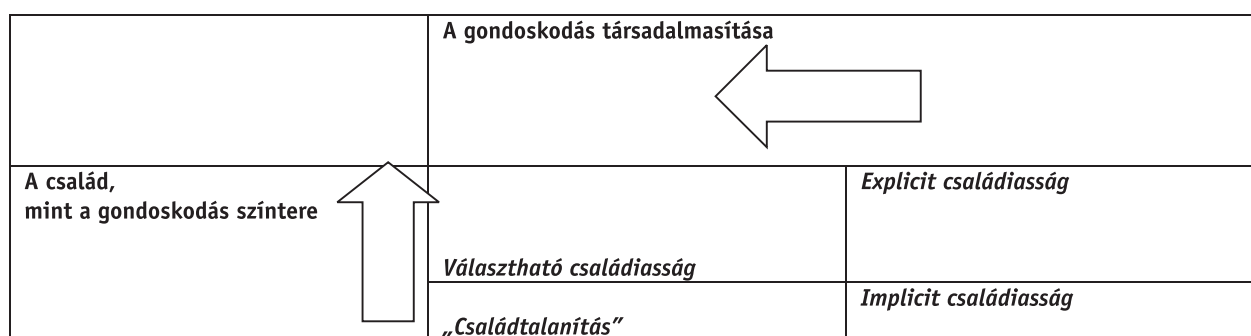 A gondoskodás társadalmasítása
A család,
mint a gondoskodás színtere
Explicit családiasság
Választható családiasság
Implicit családiasság
„Családtalanítás”